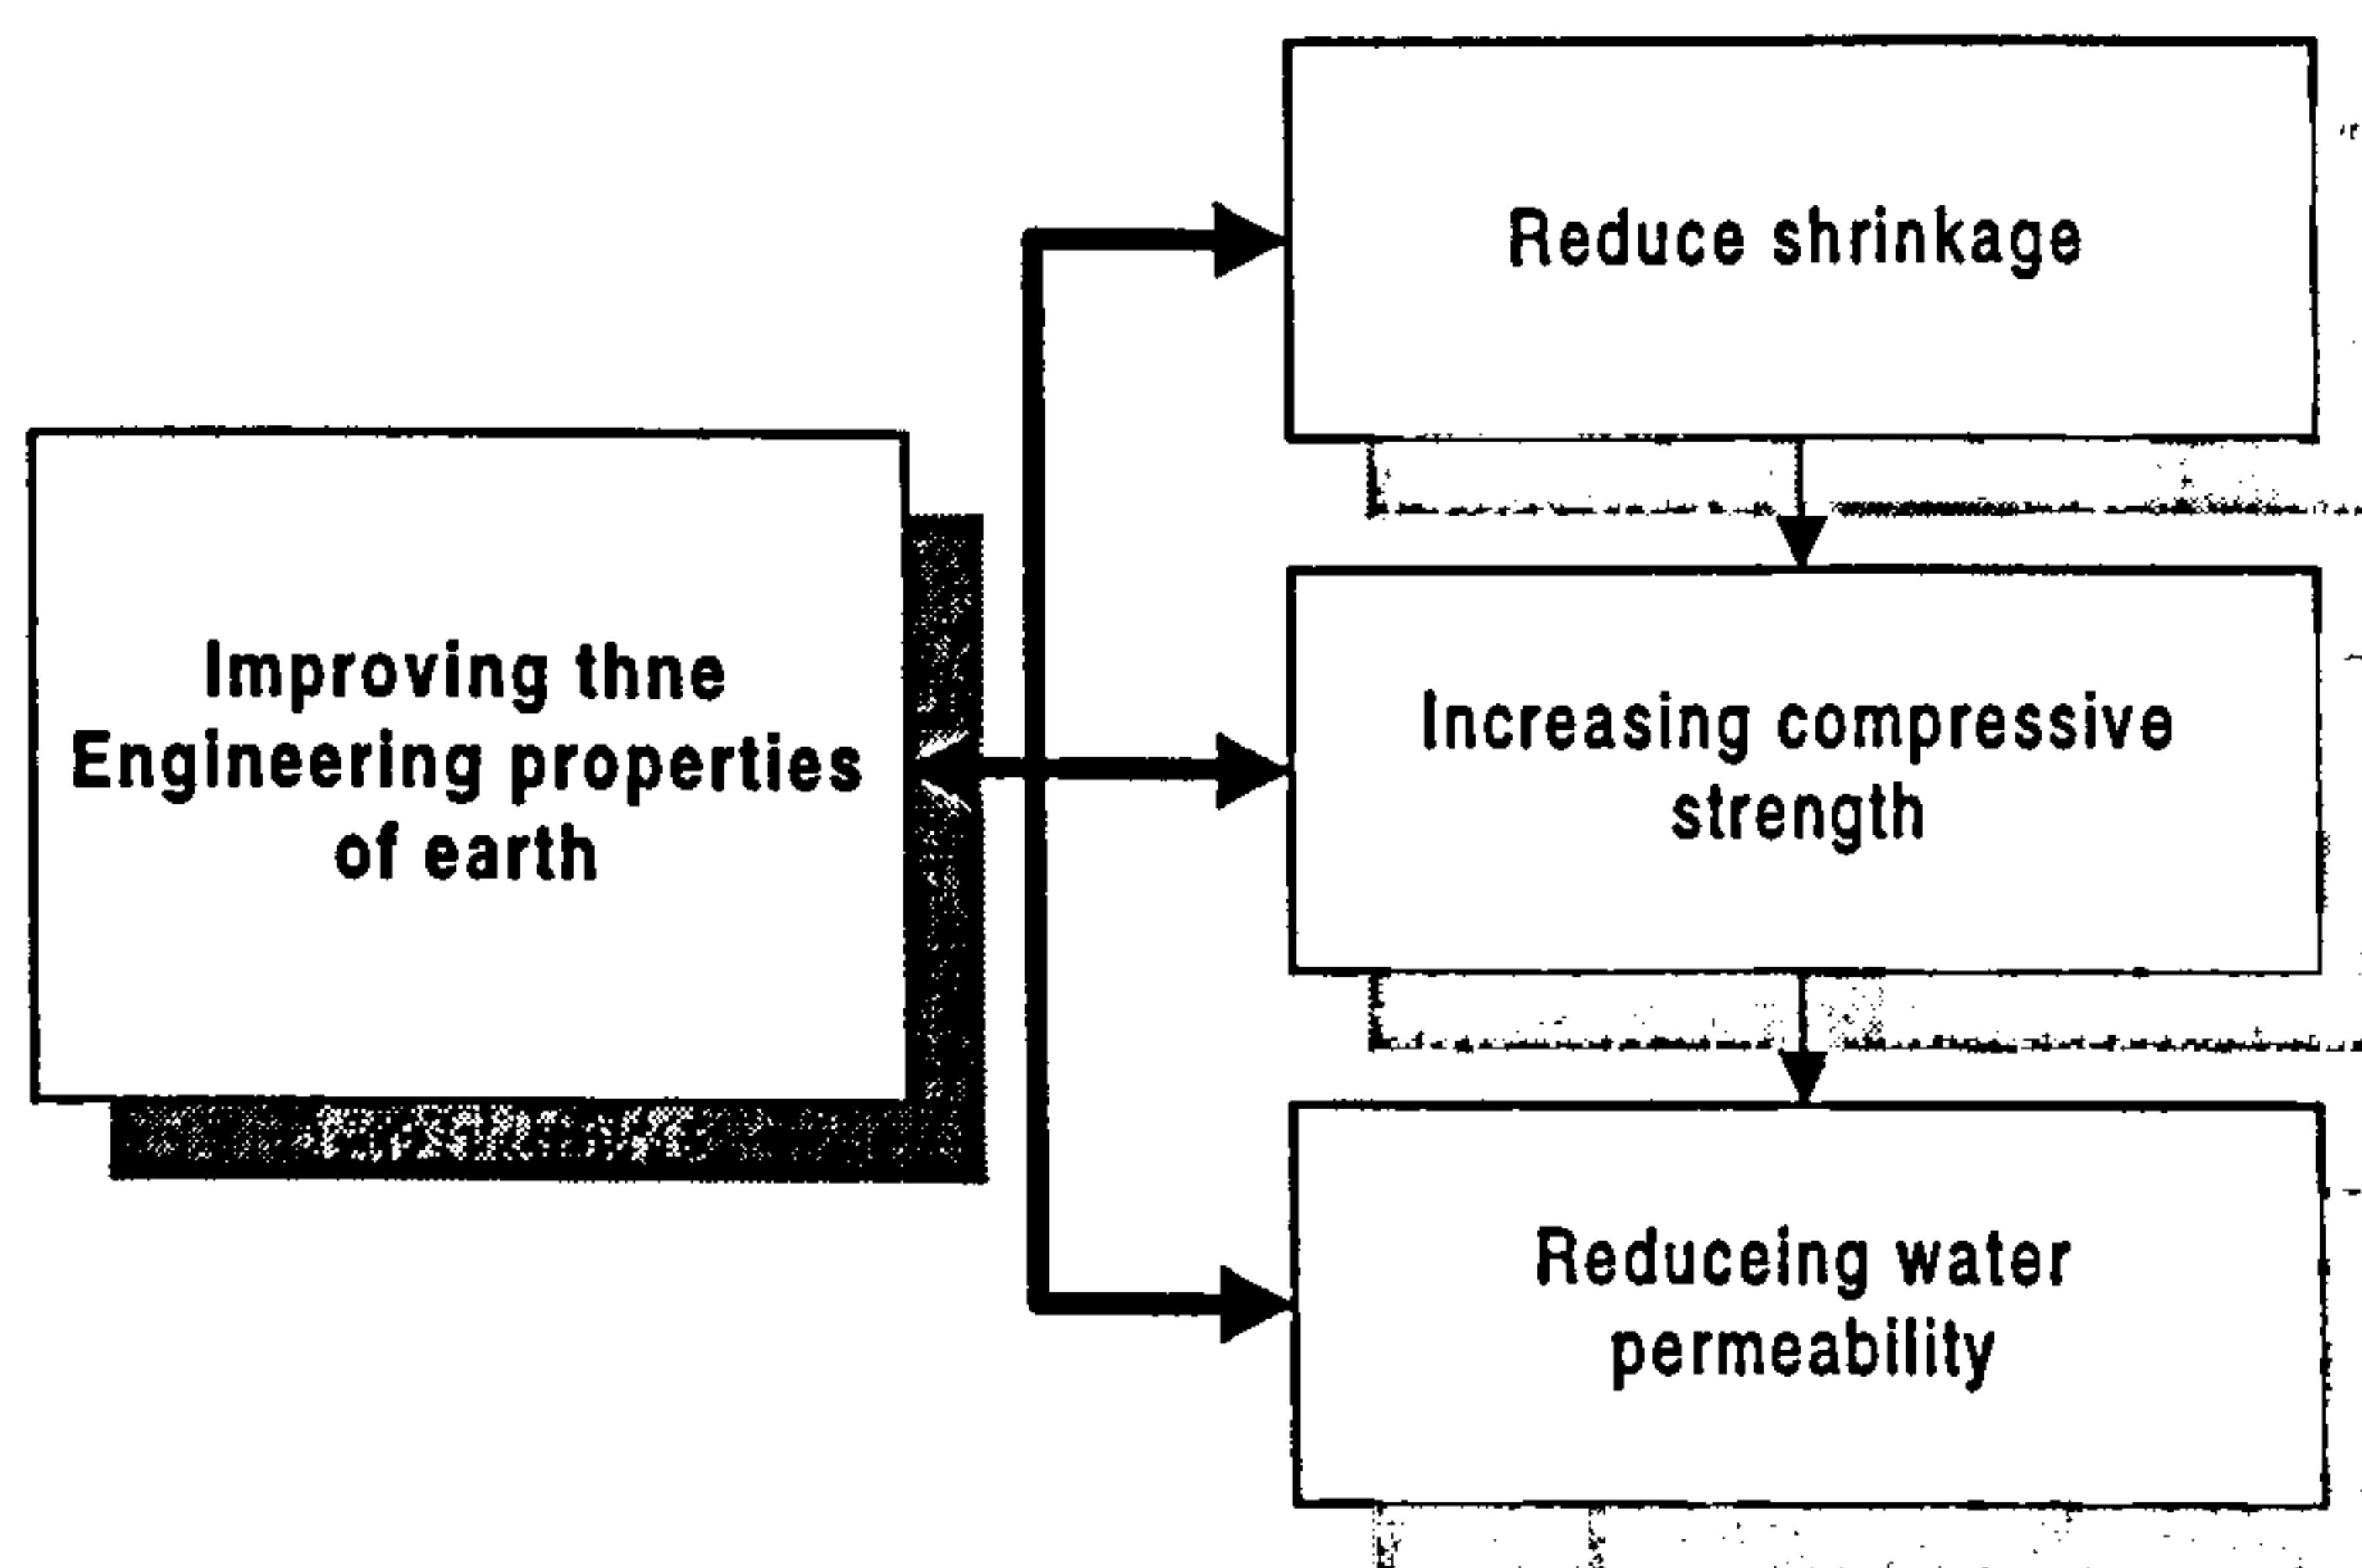 Improving thne
Engineering properties
of earth
Reduce shrinkage
Increasing compressive
strength
Reduceing water
permeability